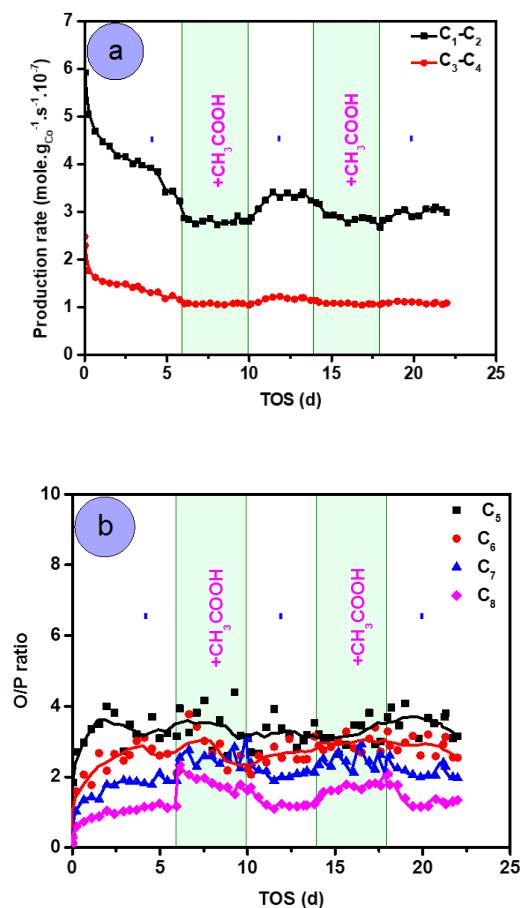 a
C₁-C₂
C₃-C₄
+CH₃COOH
+CH₃COOH
Production rate (mole.g_Co⁻¹.s⁻¹.10⁻⁷)
7
6
5
4
3
2
1
0
0 5 10 15 20 25
TOS (d)
b
C₅
C₆
C₇
C₈
+CH₃COOH
+CH₃COOH
O/P ratio
10
8
6
4
2
0
0 5 10 15 20 25
TOS (d)